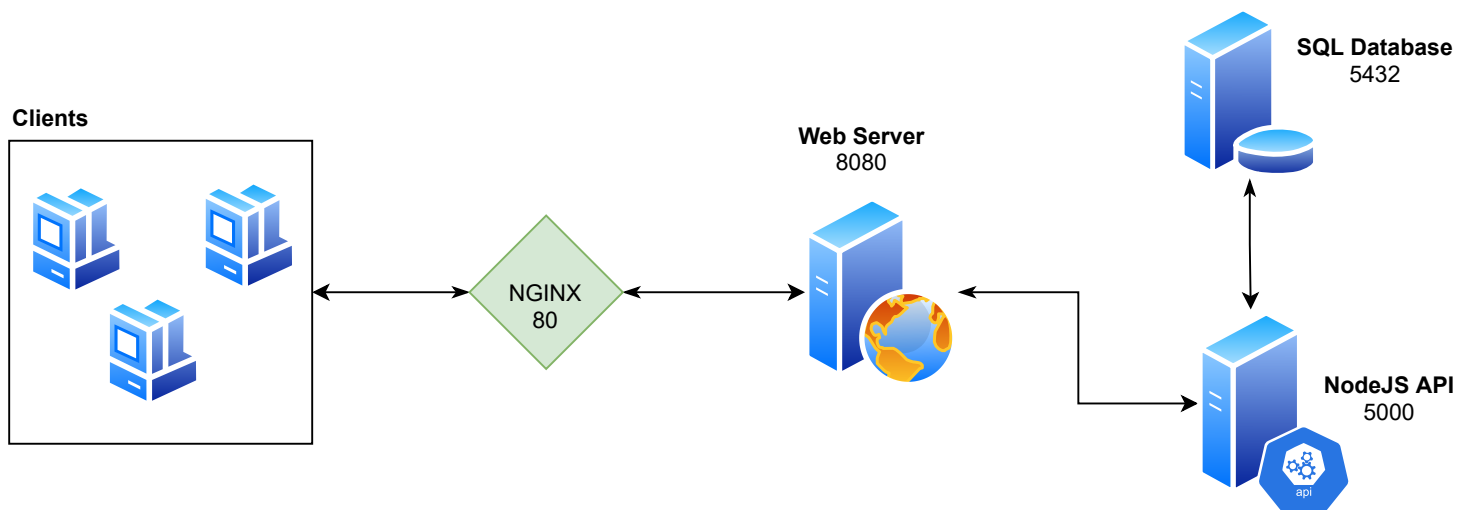 Clients
NGINX
80
Web Server
8080
SQL Database
5432
NodeJS API
5000
api